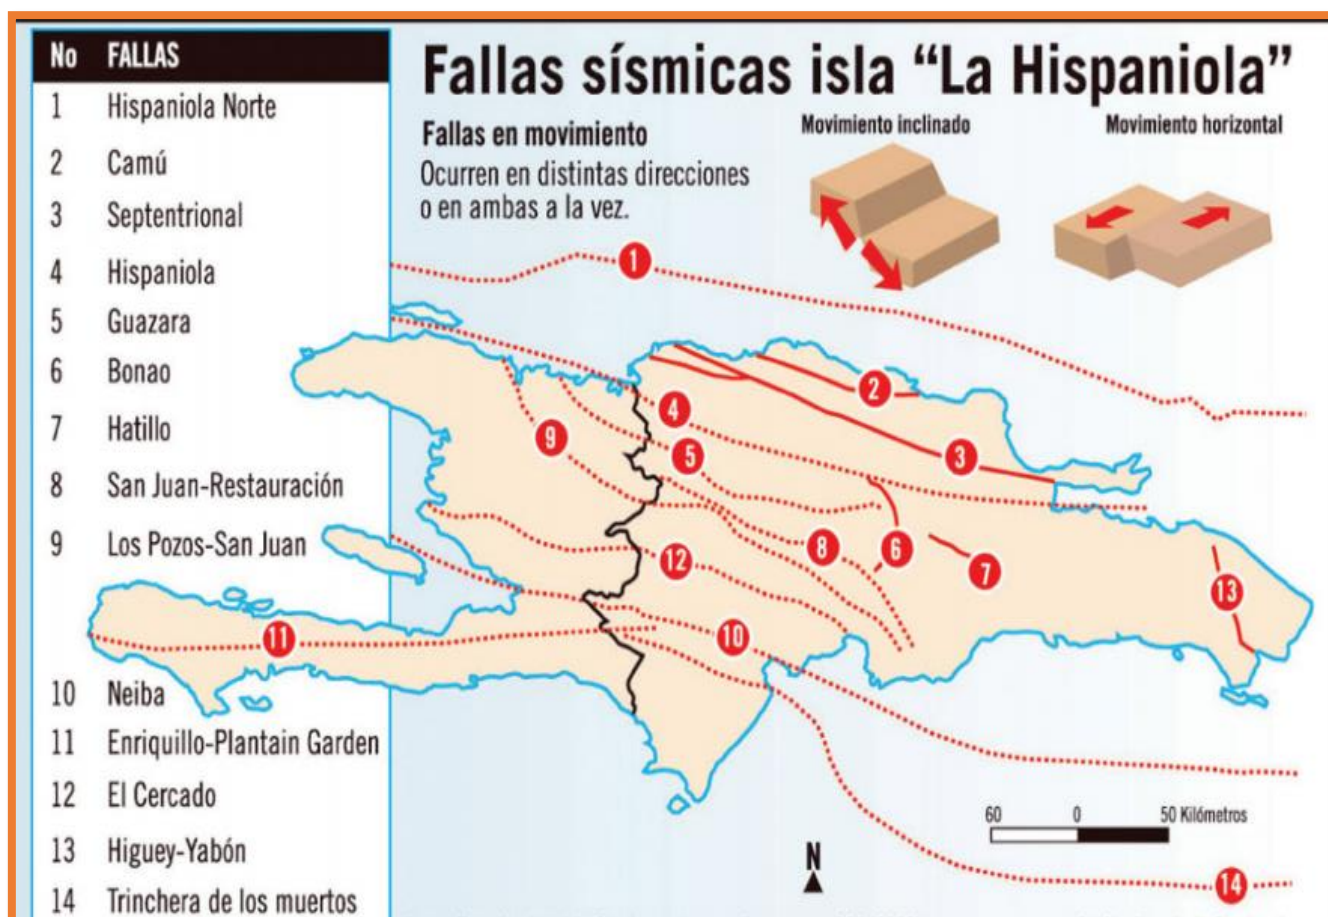 No FALLAS
1 Hispaniola Norte
2 Camú
3 Septentrional
4 Hispaniola
5 Guazara
6 Bonao
7 Hatillo
8 San Juan-Restauración
9 Los Pozos-San Juan
10 Neiba
11 Enriquillo-Plantain Garden
12 El Cercado
13 Higuey-Yabón
14 Trinchera de los muertos
Fallas sísmicas isla “La Hispaniola”
Fallas en movimiento
Ocurren en distintas direcciones
o en ambas a la vez.
Movimiento inclinado
Movimiento horizontal
1
2
3
4
5
9
8
6
7
12
13
10
11
14
60 0 50 Kilómetros
N